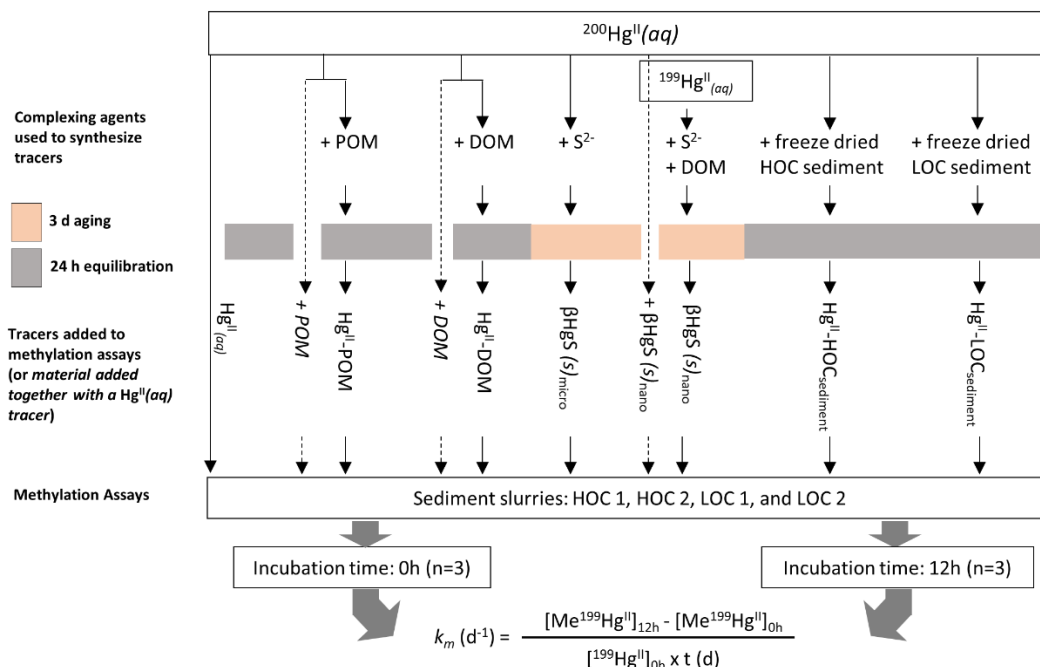 ²⁰⁰Hgᴵᴵ(aq)
¹⁹⁹Hgᴵᴵ(aq)
Complexing agents
used to synthesize
tracers
+ POM
+ DOM
+ S²⁻
+ S²⁻
+ DOM
+ freeze dried
HOC sediment
+ freeze dried
LOC sediment
3 d aging
24 h equilibration
Tracers added to
methylation assays
(or material added
together with a Hgᴵᴵ(aq)
tracer)
Hgᴵᴵ(aq)
+ POM
Hgᴵᴵ-POM
+ DOM
Hgᴵᴵ-DOM
βHgS (s)micro
+ βHgS (s)nano
βHgS (s)nano
Hgᴵᴵ-HOCsediment
Hgᴵᴵ-LOCsediment
Methylation Assays
Sediment slurries: HOC 1, HOC 2, LOC 1, and LOC 2
Incubation time: 0h (n=3)
Incubation time: 12h (n=3)
kₘ (d⁻¹) =
[Me¹⁹⁹Hgᴵᴵ]12h - [Me¹⁹⁹Hgᴵᴵ]0h
[¹⁹⁹Hgᴵᴵ]0h x t (d)